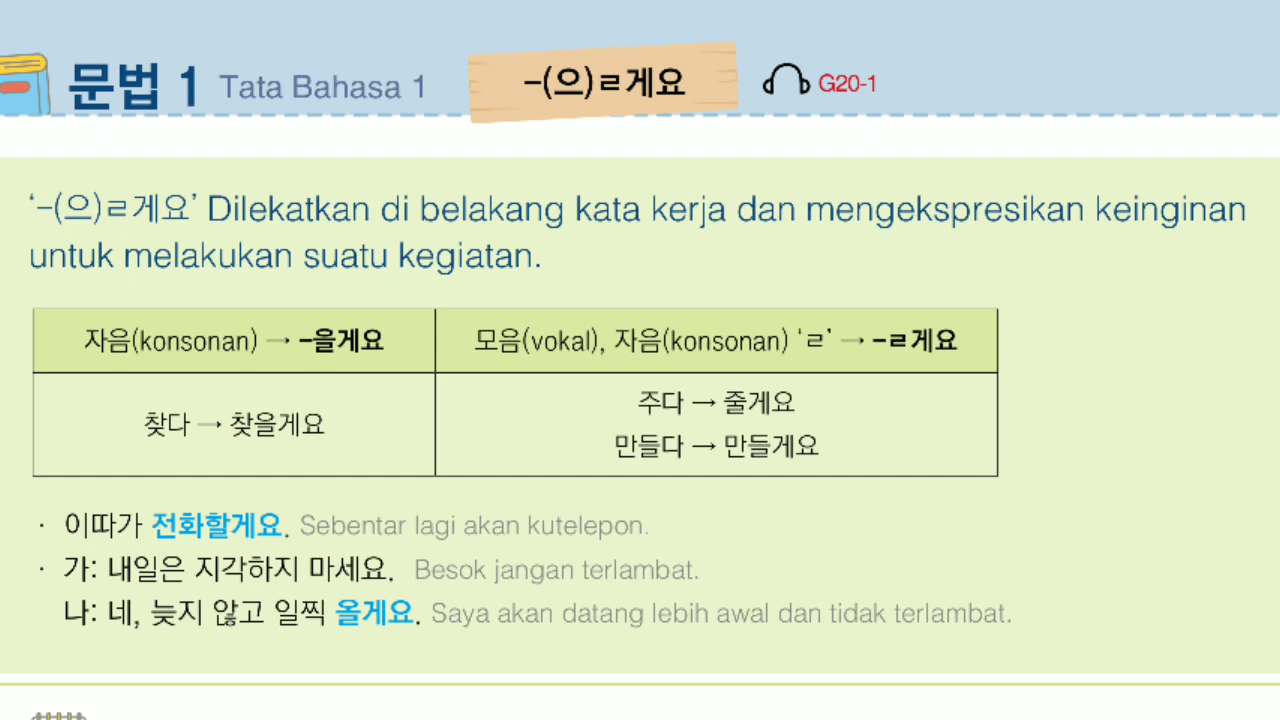 문법 1 Tata Bahasa 1 -(으)ㄹ게요 G20-1
‘-(으)ㄹ게요’ Dilekatkan di belakang kata kerja dan mengekspresikan keinginan
untuk melakukan suatu kegiatan.
자음(konsonan) → -을게요 모음(vokal), 자음(konsonan) ‘ㄹ’ → -ㄹ게요
찾다 → 찾을게요 주다 → 줄게요
만들다 → 만들게요
· 이따가 전화할게요. Sebentar lagi akan kutelepon.
· 가: 내일은 지각하지 마세요. Besok jangan terlambat.
나: 네, 늦지 않고 일찍 올게요. Saya akan datang lebih awal dan tidak terlambat.